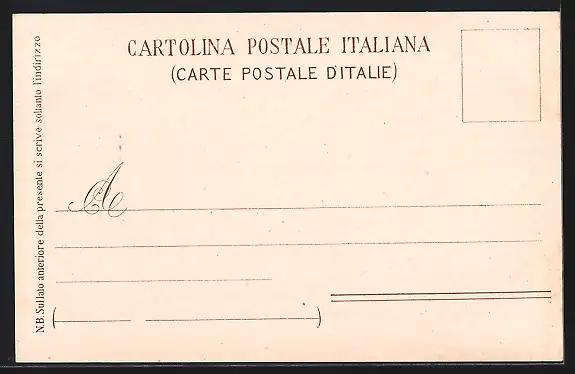 CARTOLINA POSTALE ITALIANA
(CARTE POSTALE D'ITALIE)
A
N.B. Sul lato anteriore della presente si scrive soltanto l'indirizzo